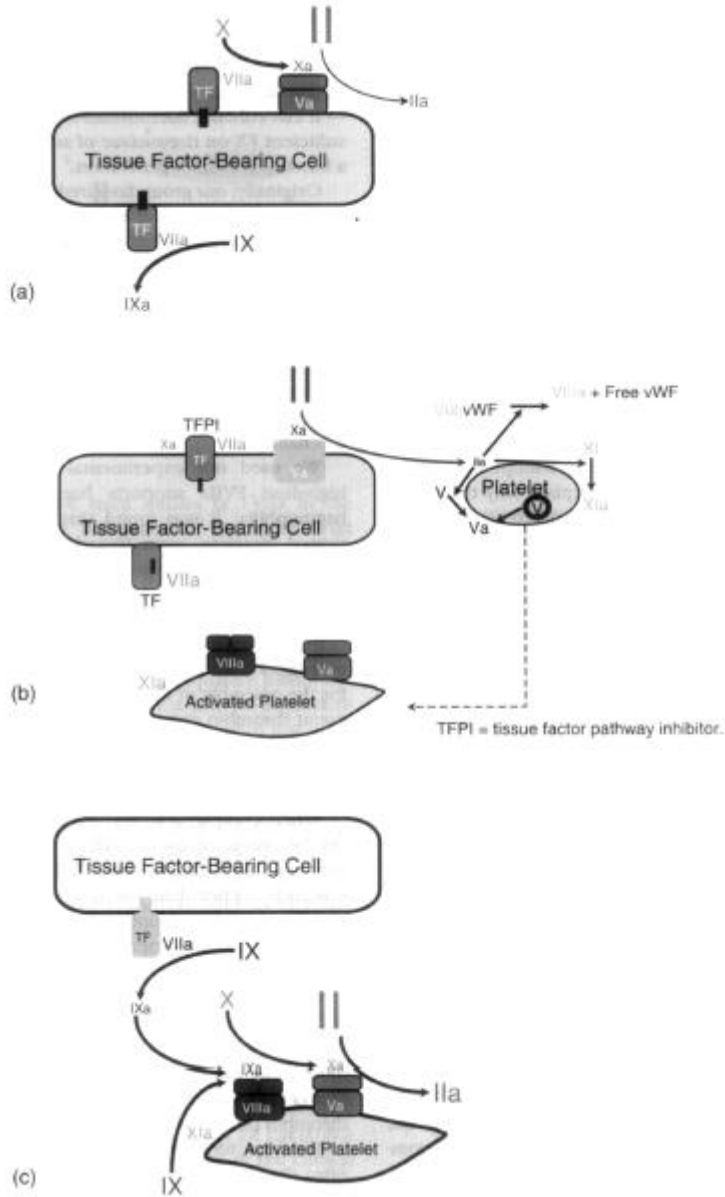 X
II
Xa
VIIa
TF
Va
IIa
Tissue Factor-Bearing Cell
TF
VIIa
IX
IXa
(a)
II
VIIIa + Free vWF
vWF
TFPI
Xa
Xa
VIIa
TF
Va
IIa
XI
V
Platelet
V
Va
XIa
Tissue Factor-Bearing Cell
VIIa
TF
VIIIa
Va
XIa
Activated Platelet
(b)
TFPI = tissue factor pathway inhibitor.
Tissue Factor-Bearing Cell
TF
VIIa
IX
IXa
X
II
IXa
Xa
IIa
VIIIa
Va
XIa
Activated Platelet
IX
(c)